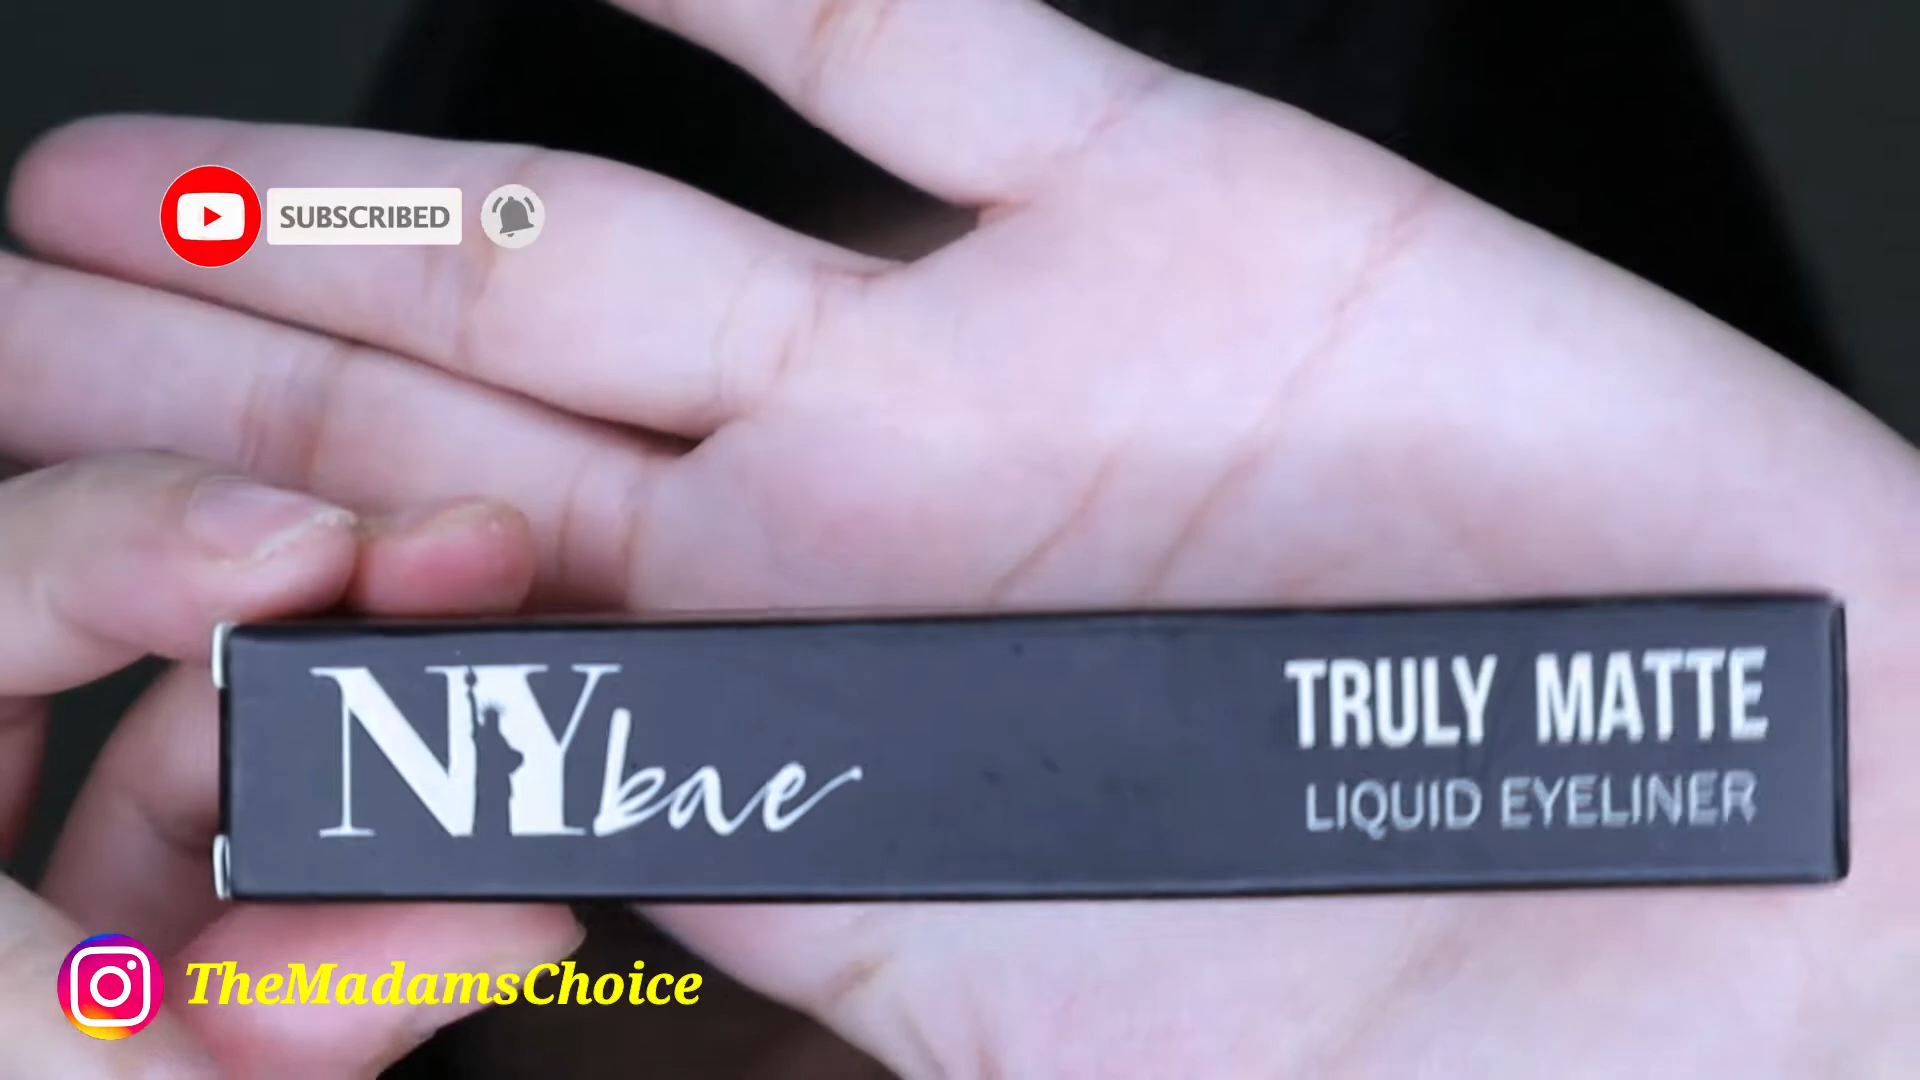 SUBSCRIBED
NYbae
TRULY MATTE
LIQUID EYELINER
TheMadamsChoice